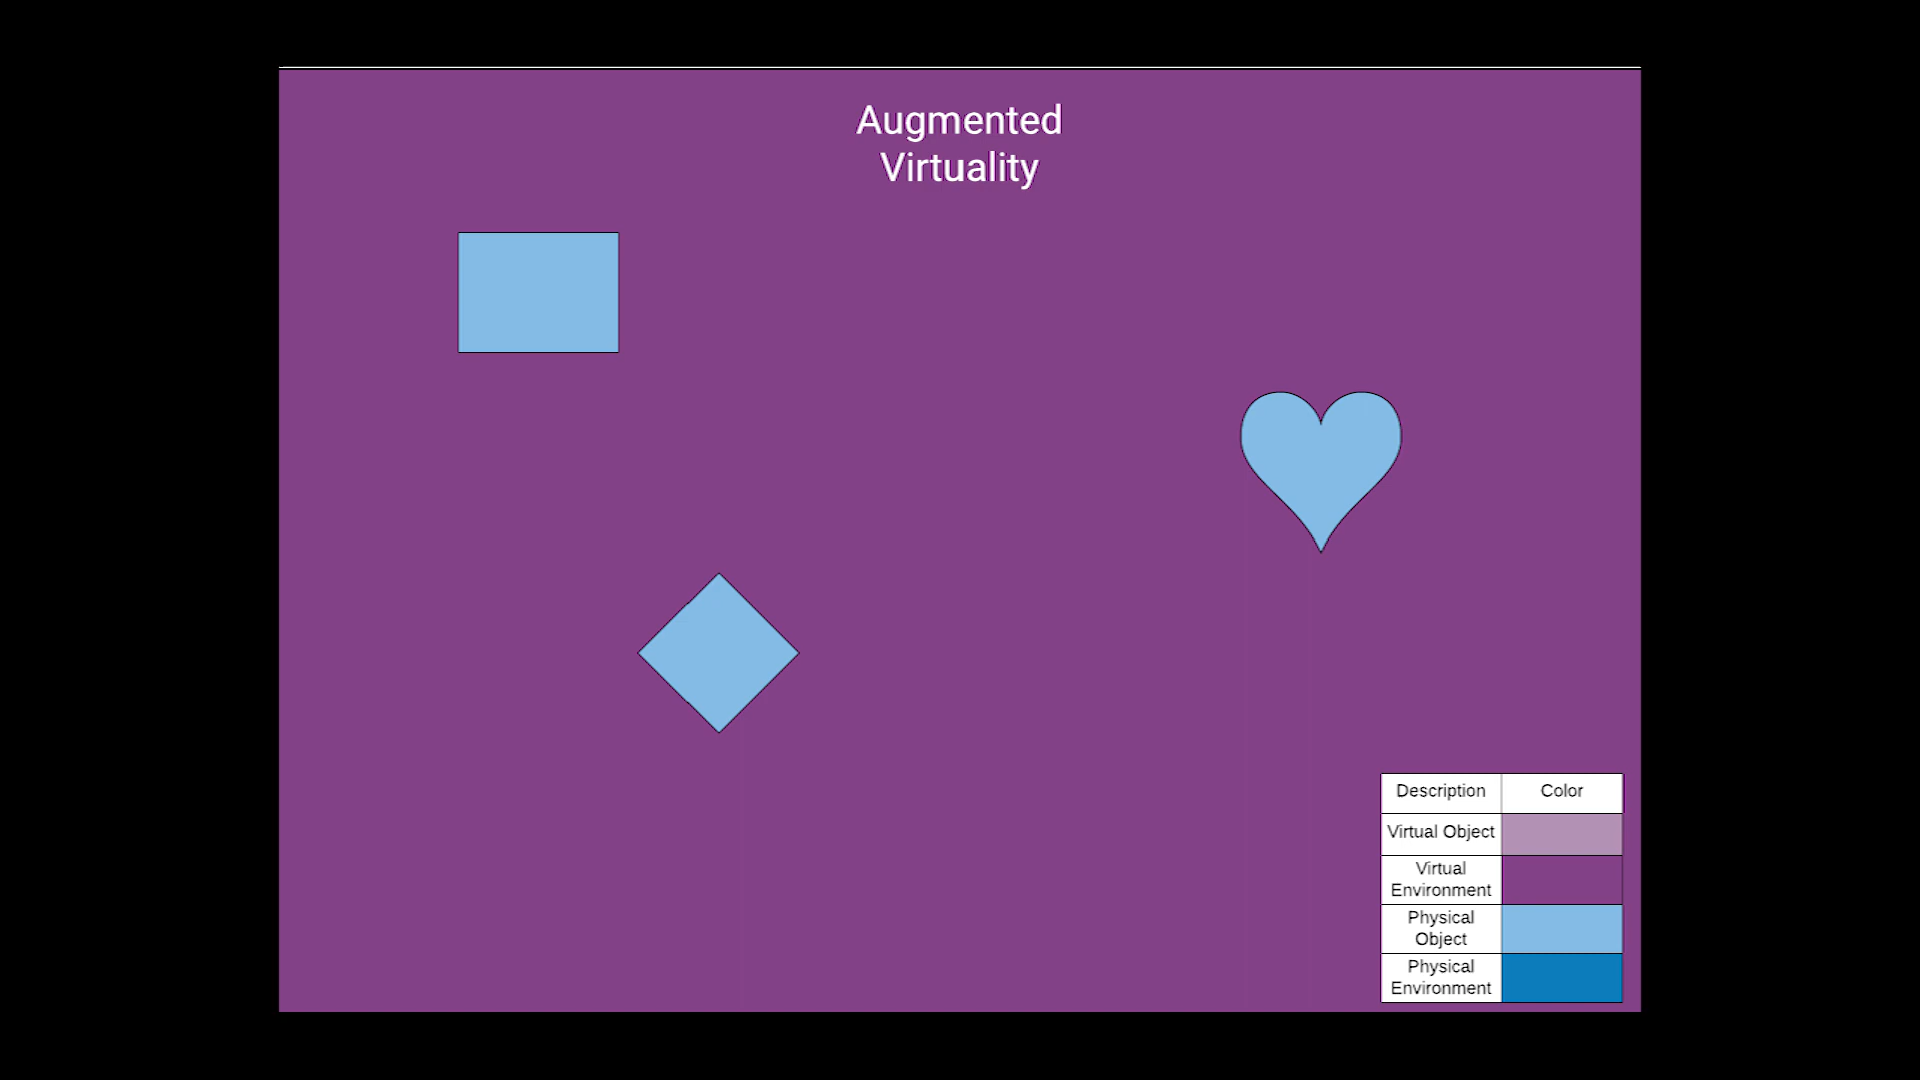 Augmented
Virtuality
Description Color
Virtual Object
Virtual
Environment
Physical
Object
Physical
Environment